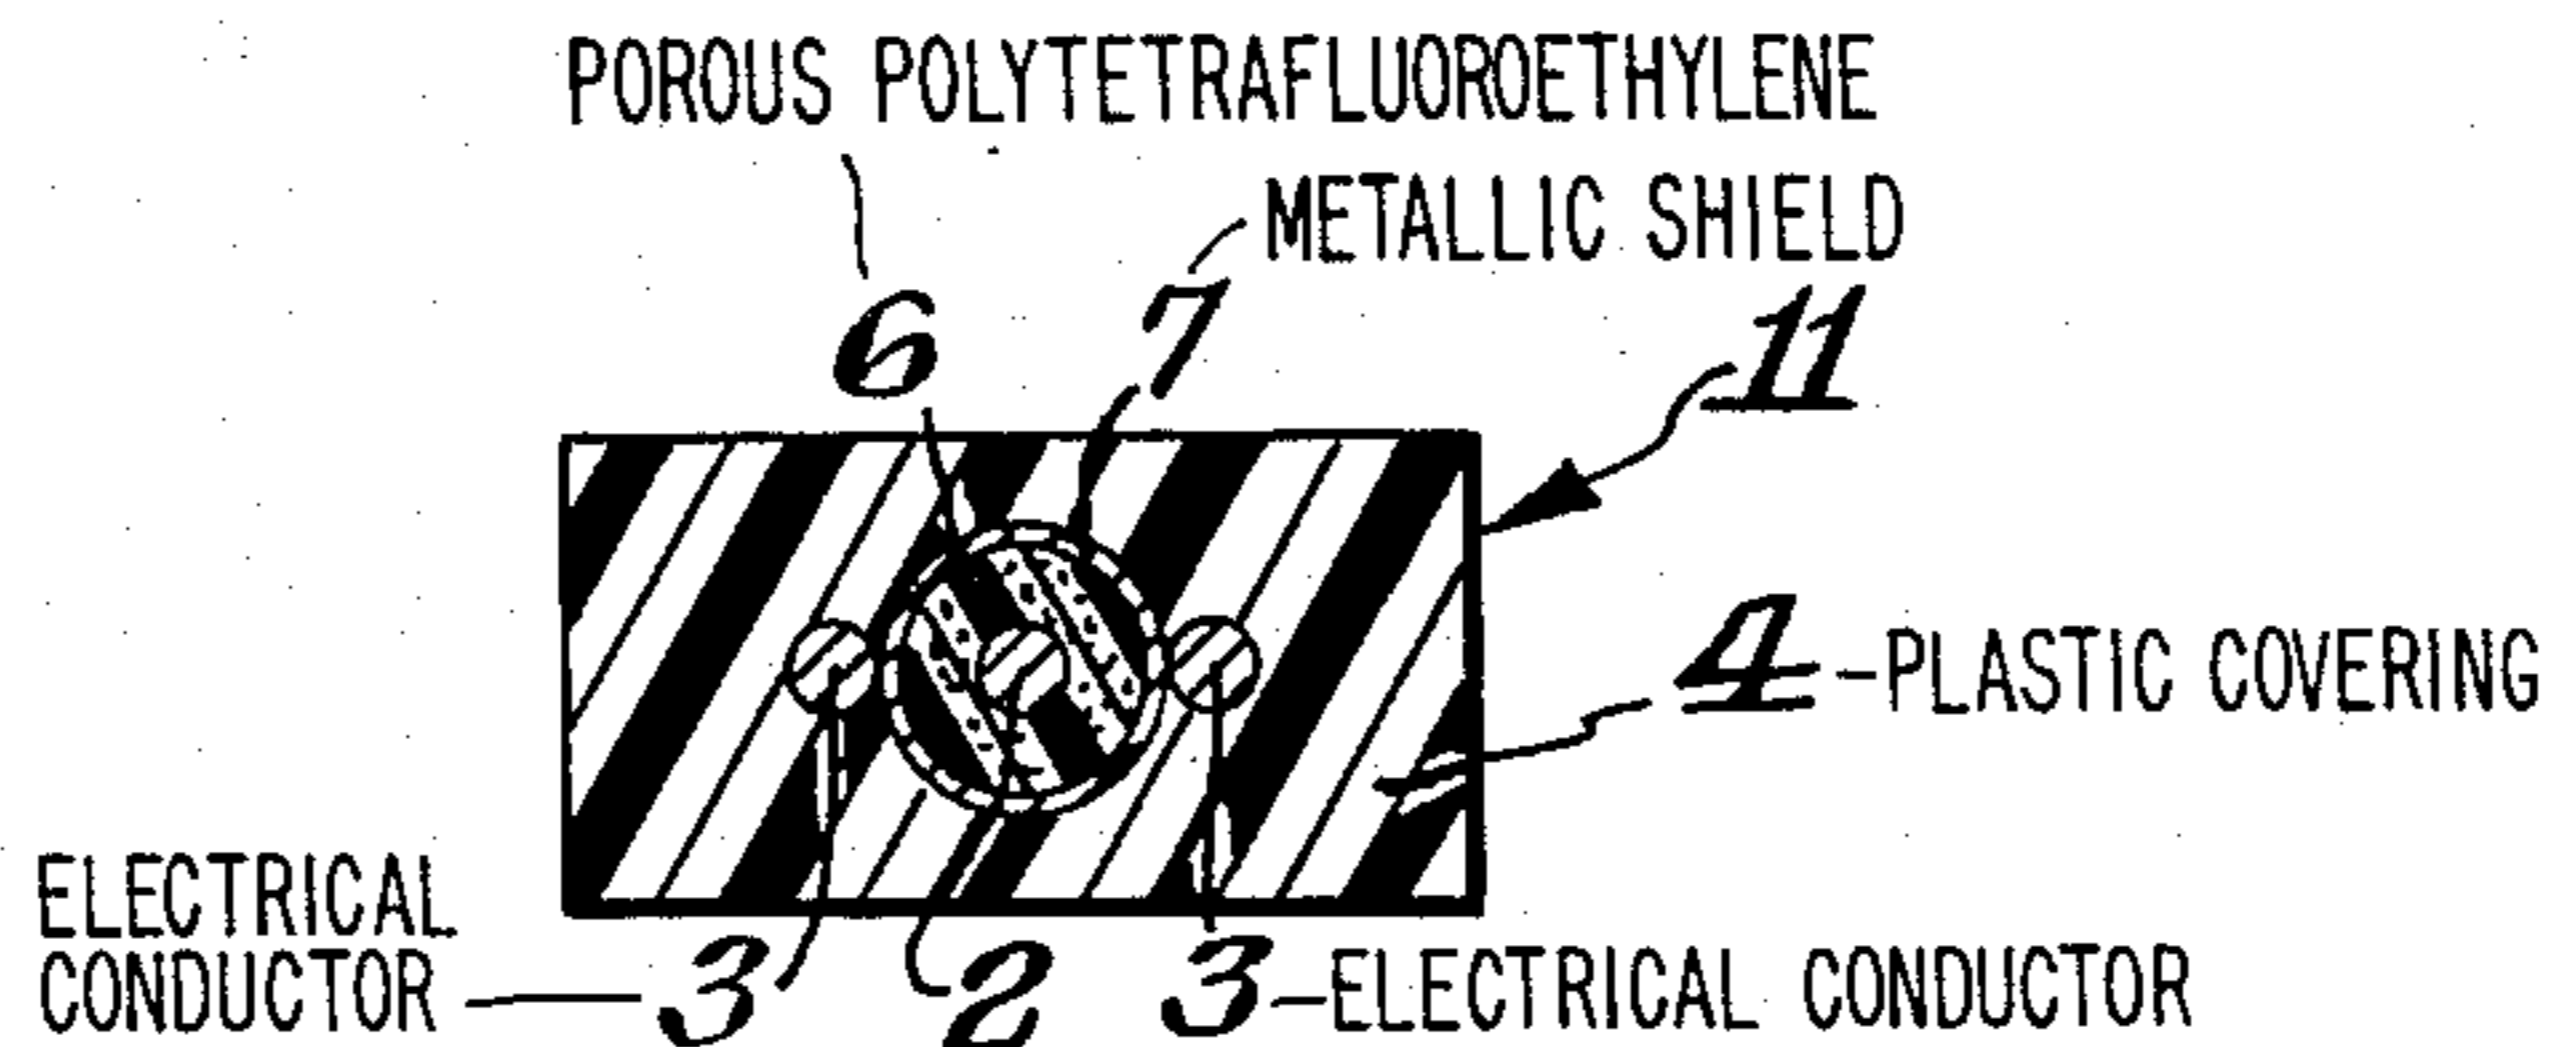 POROUS POLYTETRAFLUOROETHYLENE
METALLIC SHIELD
6
7
11
4-PLASTIC COVERING
ELECTRICAL
CONDUCTOR
3
2
3-ELECTRICAL CONDUCTOR